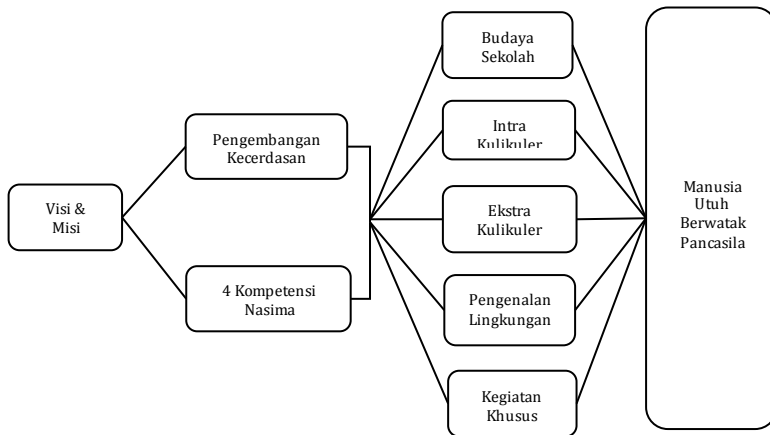 Visi &
Misi
Pengembangan
Kecerdasan
4 Kompetensi
Nasima
Budaya
Sekolah
Intra
Kulikuler
Ekstra
Kulikuler
Pengenalan
Lingkungan
Kegiatan
Khusus
Manusia
Utuh
Berwatak
Pancasila